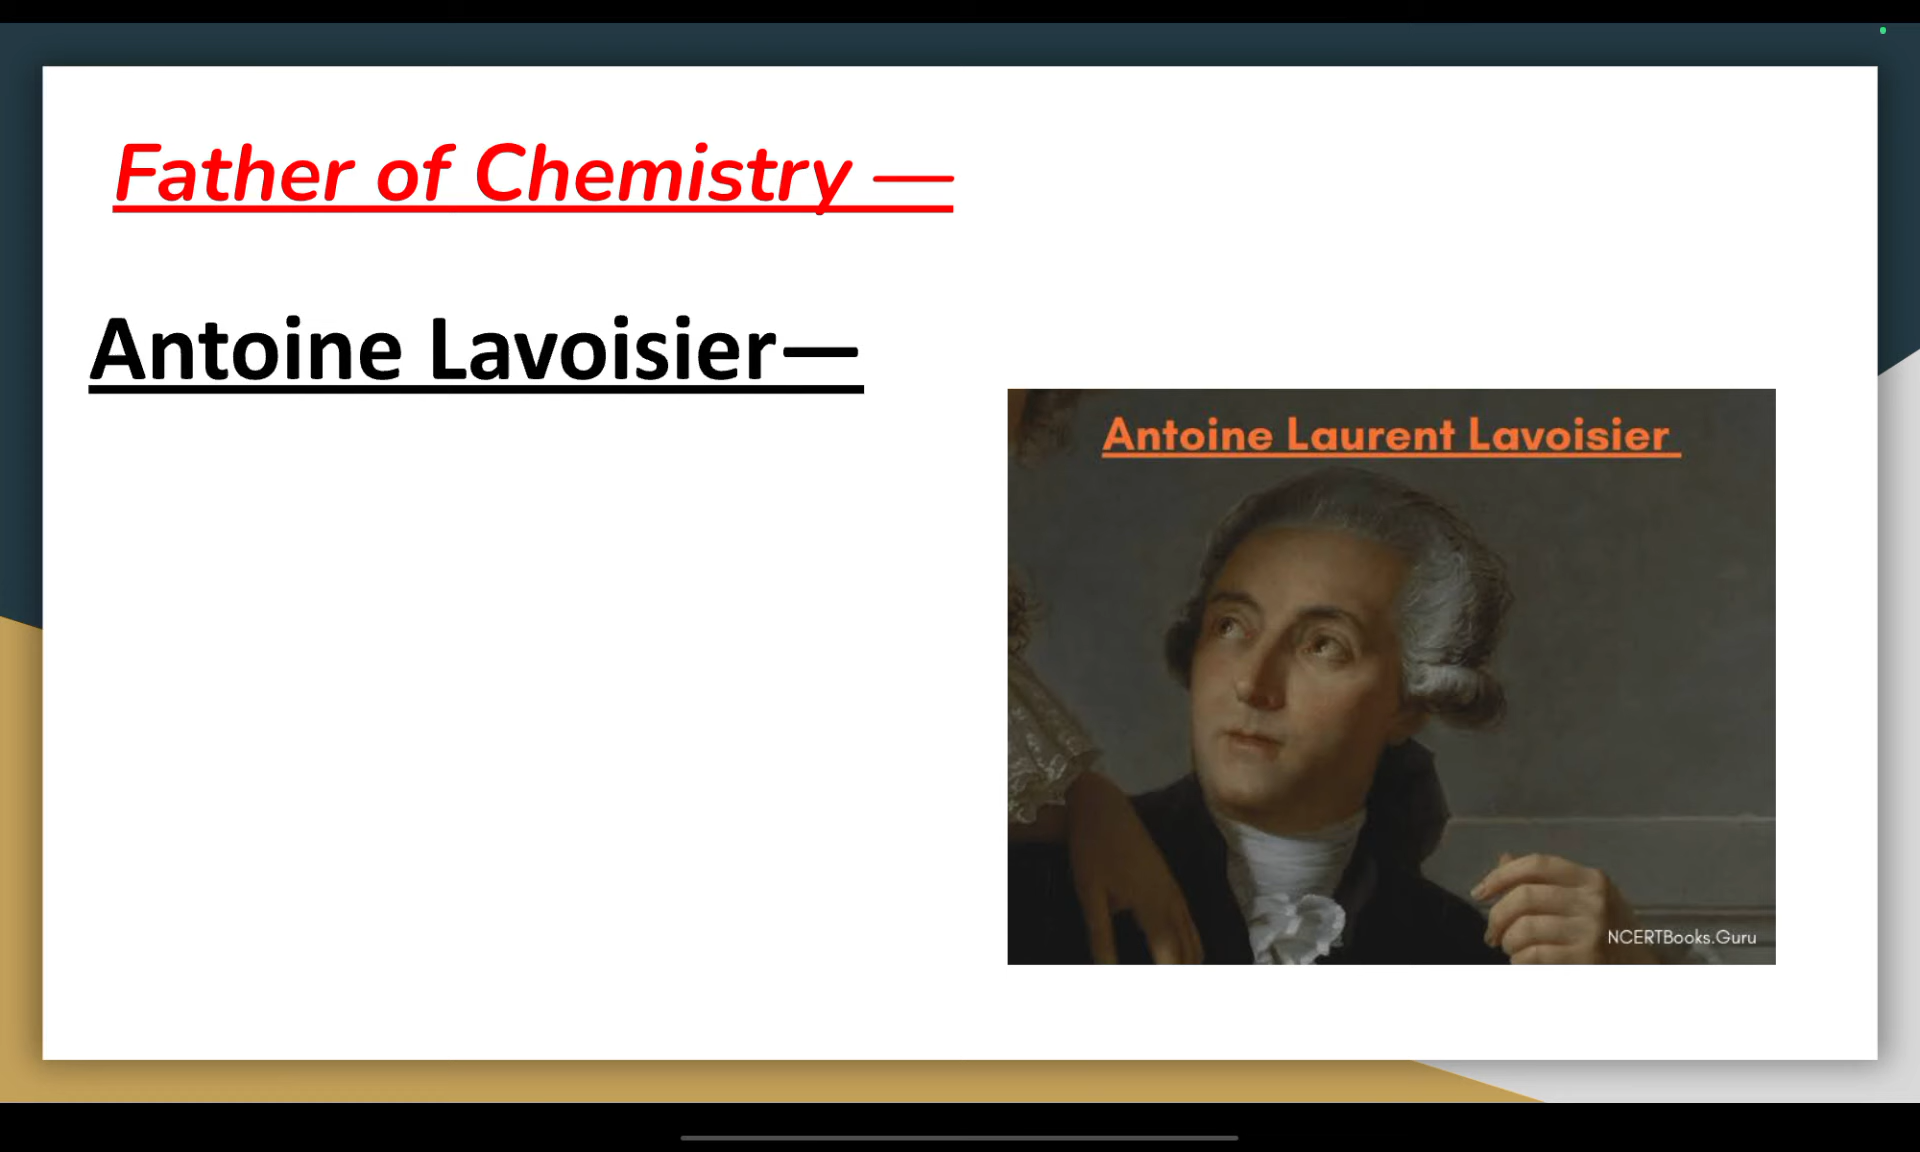 Father of Chemistry —
Antoine Lavoisier—
Antoine Laurent Lavoisier
NCERTBooks.Guru